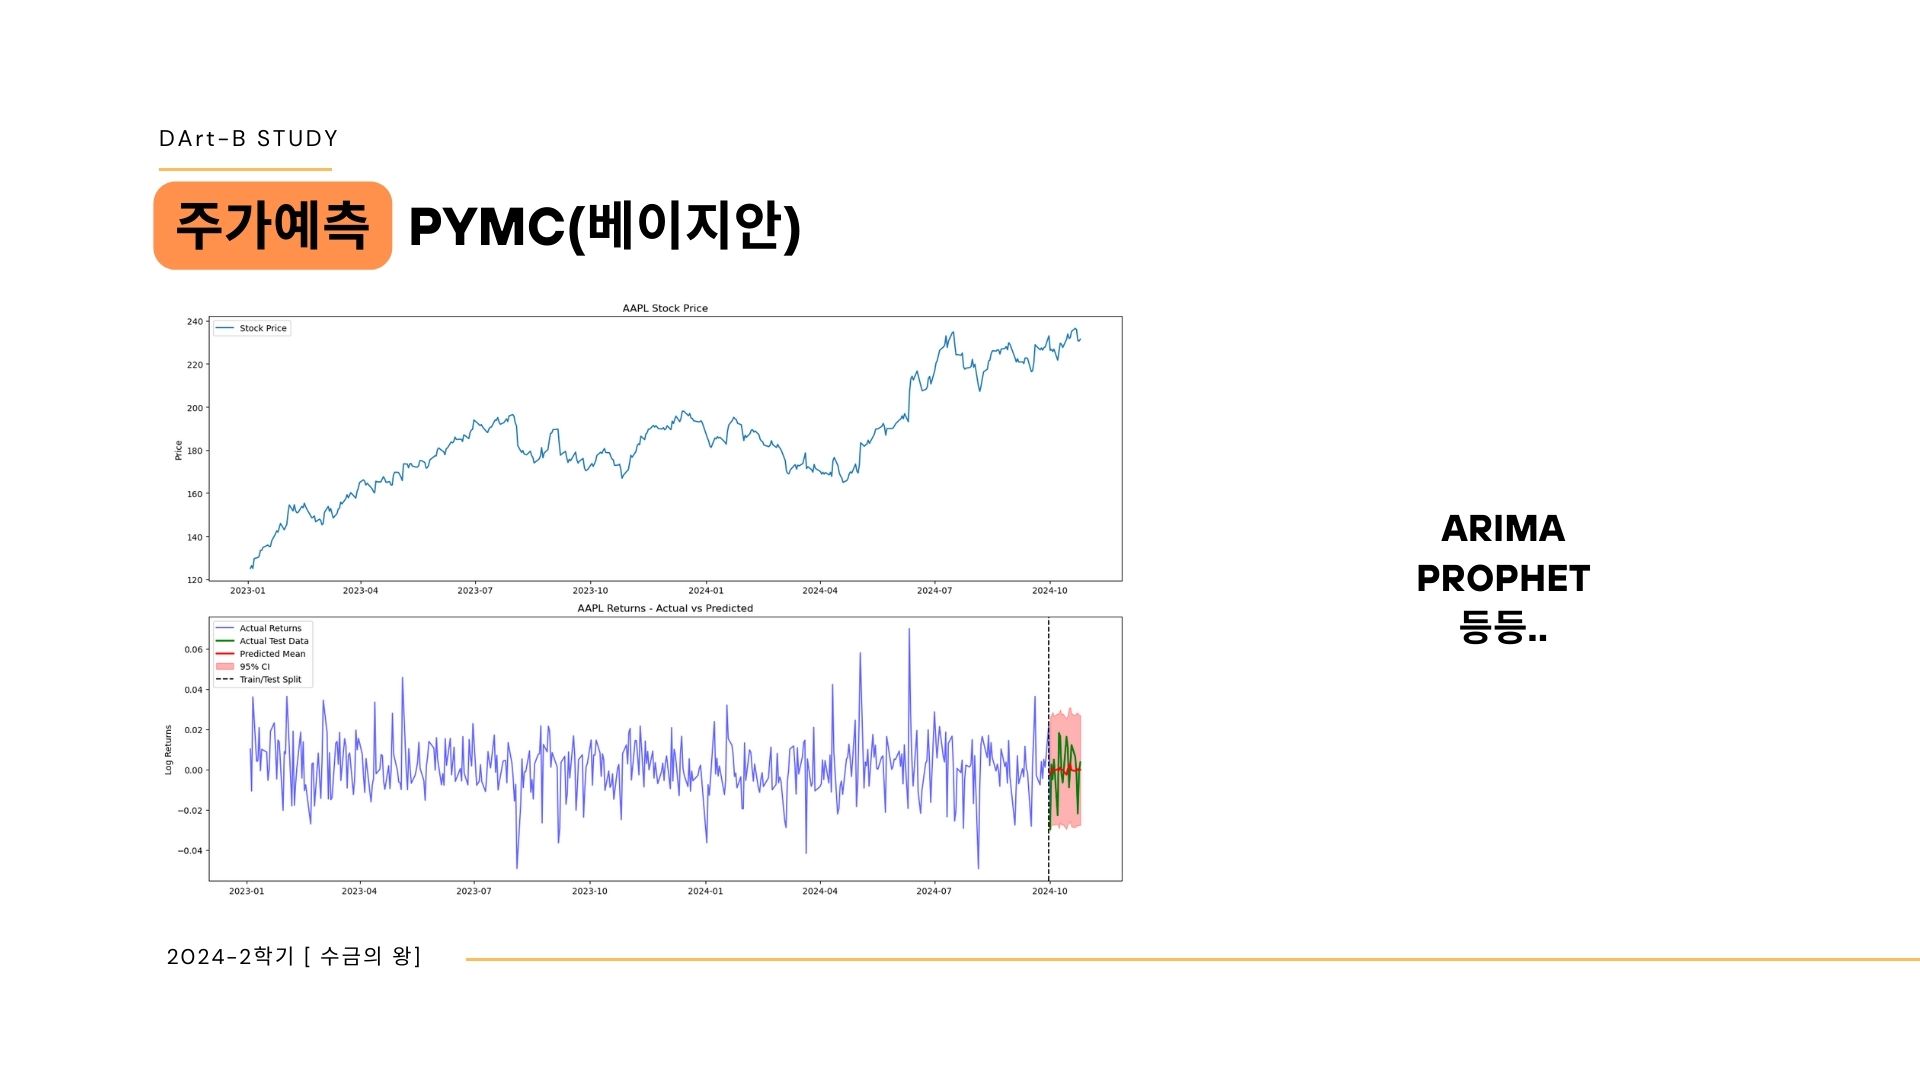 DArt-B STUDY
주가예측 PYMC(베이지안)
AAPL Stock Price
Stock Price
240
220
200
180
160
140
120
Price
2023-01 2023-04 2023-07 2023-10 2024-01 2024-04 2024-07 2024-10
AAPL Returns - Actual vs Predicted
Actual Returns
Actual Test Data
Predicted Mean
95% CI
Train/Test Split
0.06
0.04
0.02
0.00
−0.02
−0.04
Log Returns
2023-01 2023-04 2023-07 2023-10 2024-01 2024-04 2024-07 2024-10
ARIMA
PROPHET
등등..
2024-2학기 [ 수금의 왕]